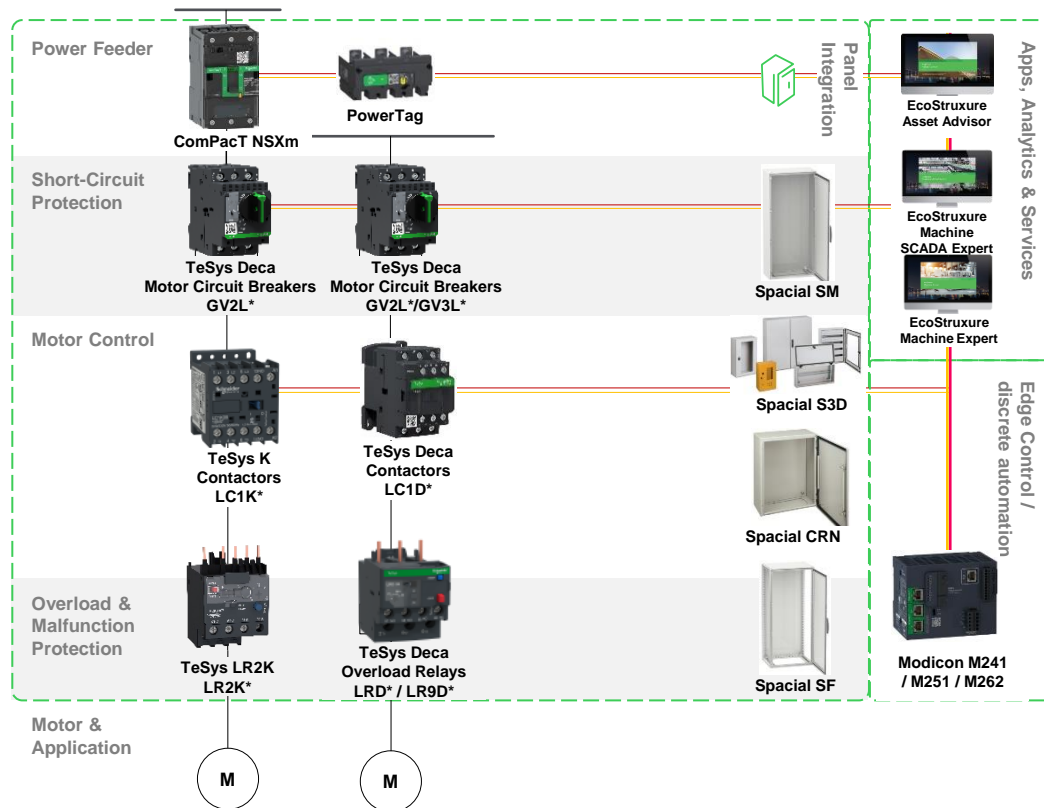 Power Feeder
ComPacT NSXm
PowerTag
Panel
Integration
Short-Circuit
Protection
TeSys Deca
Motor Circuit Breakers
GV2L*
TeSys Deca
Motor Circuit Breakers
GV2L*/GV3L*
Spacial SM
Motor Control
TeSys K
Contactors
LC1K*
TeSys Deca
Contactors
LC1D*
Spacial S3D
Spacial CRN
Overload &
Malfunction
Protection
TeSys LR2K
LR2K*
TeSys Deca
Overload Relays
LRD* / LR9D*
Spacial SF
Motor &
Application
M
M
EcoStruxure
Asset Advisor
EcoStruxure
Machine
SCADA Expert
EcoStruxure
Machine Expert
Apps, Analytics & Services
Edge Control /
discrete automation
Modicon M241
/ M251 / M262